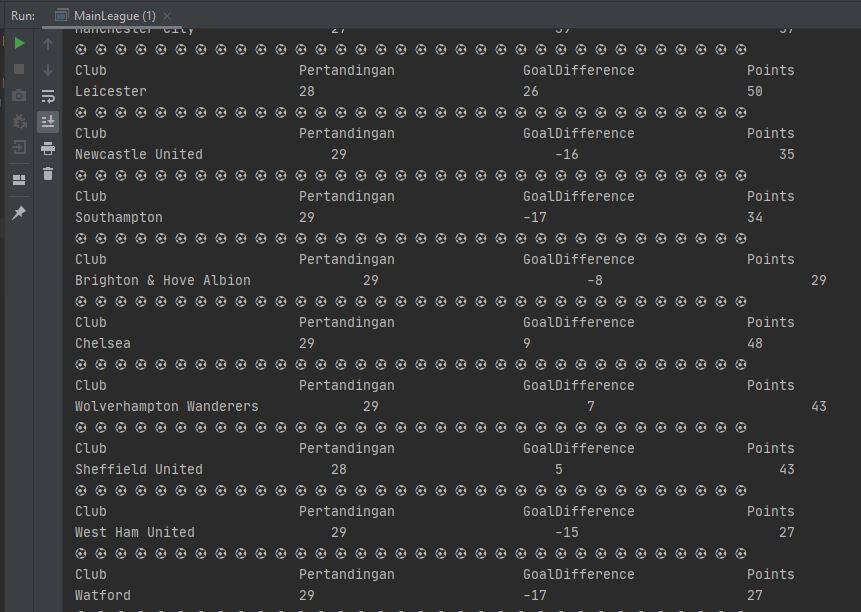 Run: MainLeague (1)
Manchester City 27 37
⚽ ⚽ ⚽ ⚽ ⚽ ⚽ ⚽ ⚽ ⚽ ⚽ ⚽ ⚽ ⚽ ⚽ ⚽ ⚽ ⚽ ⚽ ⚽ ⚽ ⚽ ⚽ ⚽ ⚽ ⚽ ⚽ ⚽ ⚽ ⚽ ⚽ ⚽ ⚽ ⚽ ⚽
Club Pertandingan GoalDifference Points
Leicester 28 26 50
⚽ ⚽ ⚽ ⚽ ⚽ ⚽ ⚽ ⚽ ⚽ ⚽ ⚽ ⚽ ⚽ ⚽ ⚽ ⚽ ⚽ ⚽ ⚽ ⚽ ⚽ ⚽ ⚽ ⚽ ⚽ ⚽ ⚽ ⚽ ⚽ ⚽ ⚽ ⚽ ⚽ ⚽
Club Pertandingan GoalDifference Points
Newcastle United 29 -16 35
⚽ ⚽ ⚽ ⚽ ⚽ ⚽ ⚽ ⚽ ⚽ ⚽ ⚽ ⚽ ⚽ ⚽ ⚽ ⚽ ⚽ ⚽ ⚽ ⚽ ⚽ ⚽ ⚽ ⚽ ⚽ ⚽ ⚽ ⚽ ⚽ ⚽ ⚽ ⚽ ⚽ ⚽
Club Pertandingan GoalDifference Points
Southampton 29 -17 34
⚽ ⚽ ⚽ ⚽ ⚽ ⚽ ⚽ ⚽ ⚽ ⚽ ⚽ ⚽ ⚽ ⚽ ⚽ ⚽ ⚽ ⚽ ⚽ ⚽ ⚽ ⚽ ⚽ ⚽ ⚽ ⚽ ⚽ ⚽ ⚽ ⚽ ⚽ ⚽ ⚽ ⚽
Club Pertandingan GoalDifference Points
Brighton & Hove Albion 29 -8 29
⚽ ⚽ ⚽ ⚽ ⚽ ⚽ ⚽ ⚽ ⚽ ⚽ ⚽ ⚽ ⚽ ⚽ ⚽ ⚽ ⚽ ⚽ ⚽ ⚽ ⚽ ⚽ ⚽ ⚽ ⚽ ⚽ ⚽ ⚽ ⚽ ⚽ ⚽ ⚽ ⚽ ⚽
Club Pertandingan GoalDifference Points
Chelsea 29 9 48
⚽ ⚽ ⚽ ⚽ ⚽ ⚽ ⚽ ⚽ ⚽ ⚽ ⚽ ⚽ ⚽ ⚽ ⚽ ⚽ ⚽ ⚽ ⚽ ⚽ ⚽ ⚽ ⚽ ⚽ ⚽ ⚽ ⚽ ⚽ ⚽ ⚽ ⚽ ⚽ ⚽ ⚽
Club Pertandingan GoalDifference Points
Wolverhampton Wanderers 29 7 43
⚽ ⚽ ⚽ ⚽ ⚽ ⚽ ⚽ ⚽ ⚽ ⚽ ⚽ ⚽ ⚽ ⚽ ⚽ ⚽ ⚽ ⚽ ⚽ ⚽ ⚽ ⚽ ⚽ ⚽ ⚽ ⚽ ⚽ ⚽ ⚽ ⚽ ⚽ ⚽ ⚽ ⚽
Club Pertandingan GoalDifference Points
Sheffield United 28 5 43
⚽ ⚽ ⚽ ⚽ ⚽ ⚽ ⚽ ⚽ ⚽ ⚽ ⚽ ⚽ ⚽ ⚽ ⚽ ⚽ ⚽ ⚽ ⚽ ⚽ ⚽ ⚽ ⚽ ⚽ ⚽ ⚽ ⚽ ⚽ ⚽ ⚽ ⚽ ⚽ ⚽ ⚽
Club Pertandingan GoalDifference Points
West Ham United 29 -15 27
⚽ ⚽ ⚽ ⚽ ⚽ ⚽ ⚽ ⚽ ⚽ ⚽ ⚽ ⚽ ⚽ ⚽ ⚽ ⚽ ⚽ ⚽ ⚽ ⚽ ⚽ ⚽ ⚽ ⚽ ⚽ ⚽ ⚽ ⚽ ⚽ ⚽ ⚽ ⚽ ⚽ ⚽
Club Pertandingan GoalDifference Points
Watford 29 -17 27